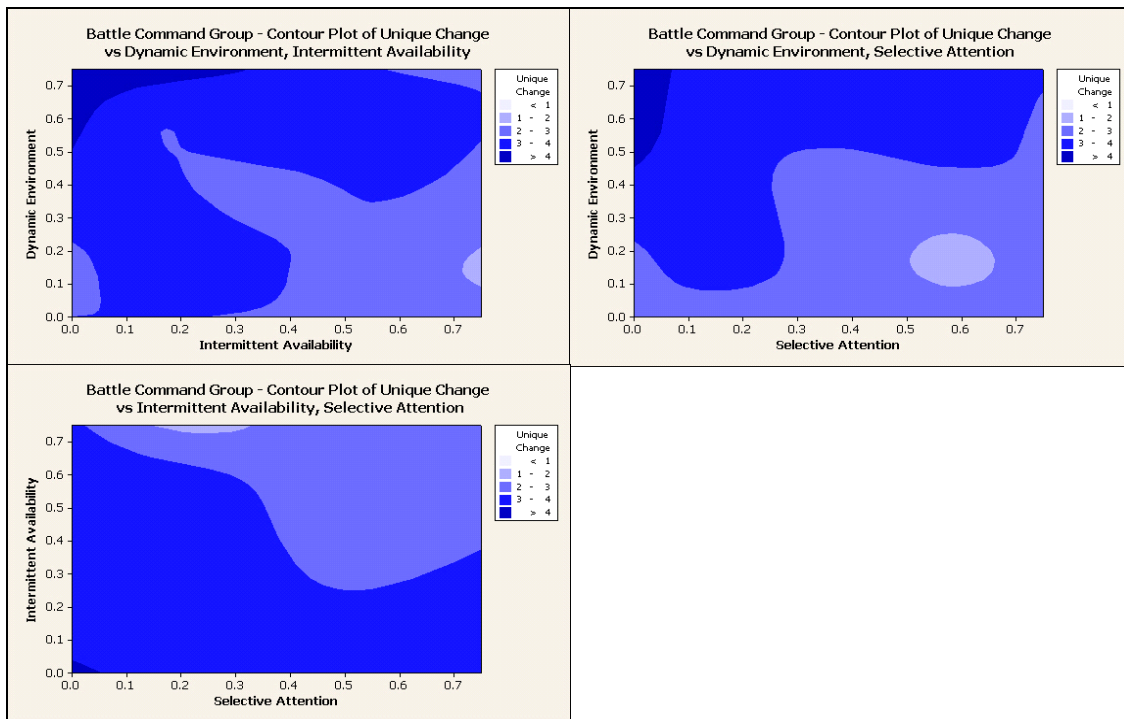 Battle Command Group - Contour Plot of Unique Change
vs Dynamic Environment, Intermittent Availability
Dynamic Environment
0.7
0.6
0.5
0.4
0.3
0.2
0.1
0.0
0.0 0.1 0.2 0.3 0.4 0.5 0.6 0.7
Intermittent Availability
Unique
Change
< 1
1 - 2
2 - 3
3 - 4
> 4
Battle Command Group - Contour Plot of Unique Change
vs Dynamic Environment, Selective Attention
Dynamic Environment
0.7
0.6
0.5
0.4
0.3
0.2
0.1
0.0
0.0 0.1 0.2 0.3 0.4 0.5 0.6 0.7
Selective Attention
Unique
Change
< 1
1 - 2
2 - 3
3 - 4
> 4
Battle Command Group - Contour Plot of Unique Change
vs Intermittent Availability, Selective Attention
Intermittent Availability
0.7
0.6
0.5
0.4
0.3
0.2
0.1
0.0
0.0 0.1 0.2 0.3 0.4 0.5 0.6 0.7
Selective Attention
Unique
Change
< 1
1 - 2
2 - 3
3 - 4
> 4